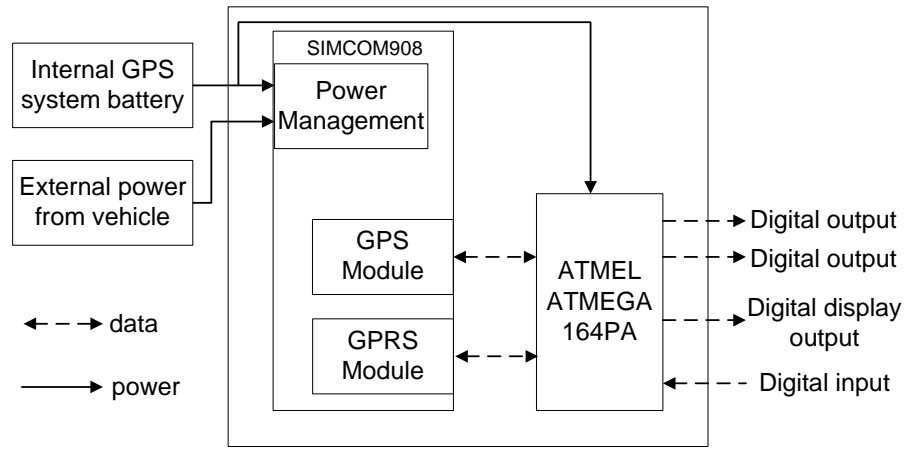 SIMCOM908
Internal GPS
system battery
Power
Management
External power
from vehicle
GPS
Module
GPRS
Module
ATMEL
ATMEGA
164PA
Digital output
Digital output
Digital display
output
Digital input
data
power